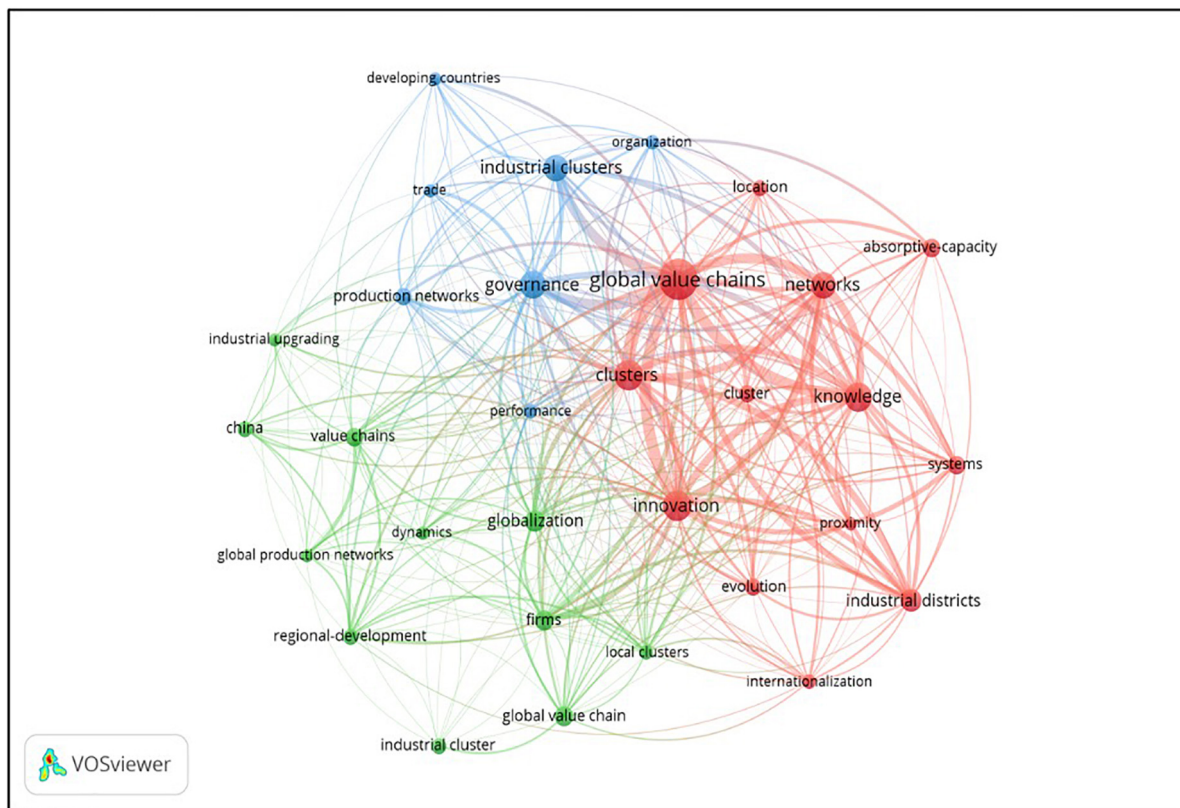 developing countries
organization
industrial clusters
location
trade
absorptive-capacity
global value chains
governance
networks
production networks
industrial upgrading
clusters
cluster
knowledge
performance
china
value chains
systems
innovation
globalization
proximity
dynamics
global production networks
evolution
industrial districts
firms
regional-development
local clusters
internationalization
global value chain
industrial cluster
VOSviewer